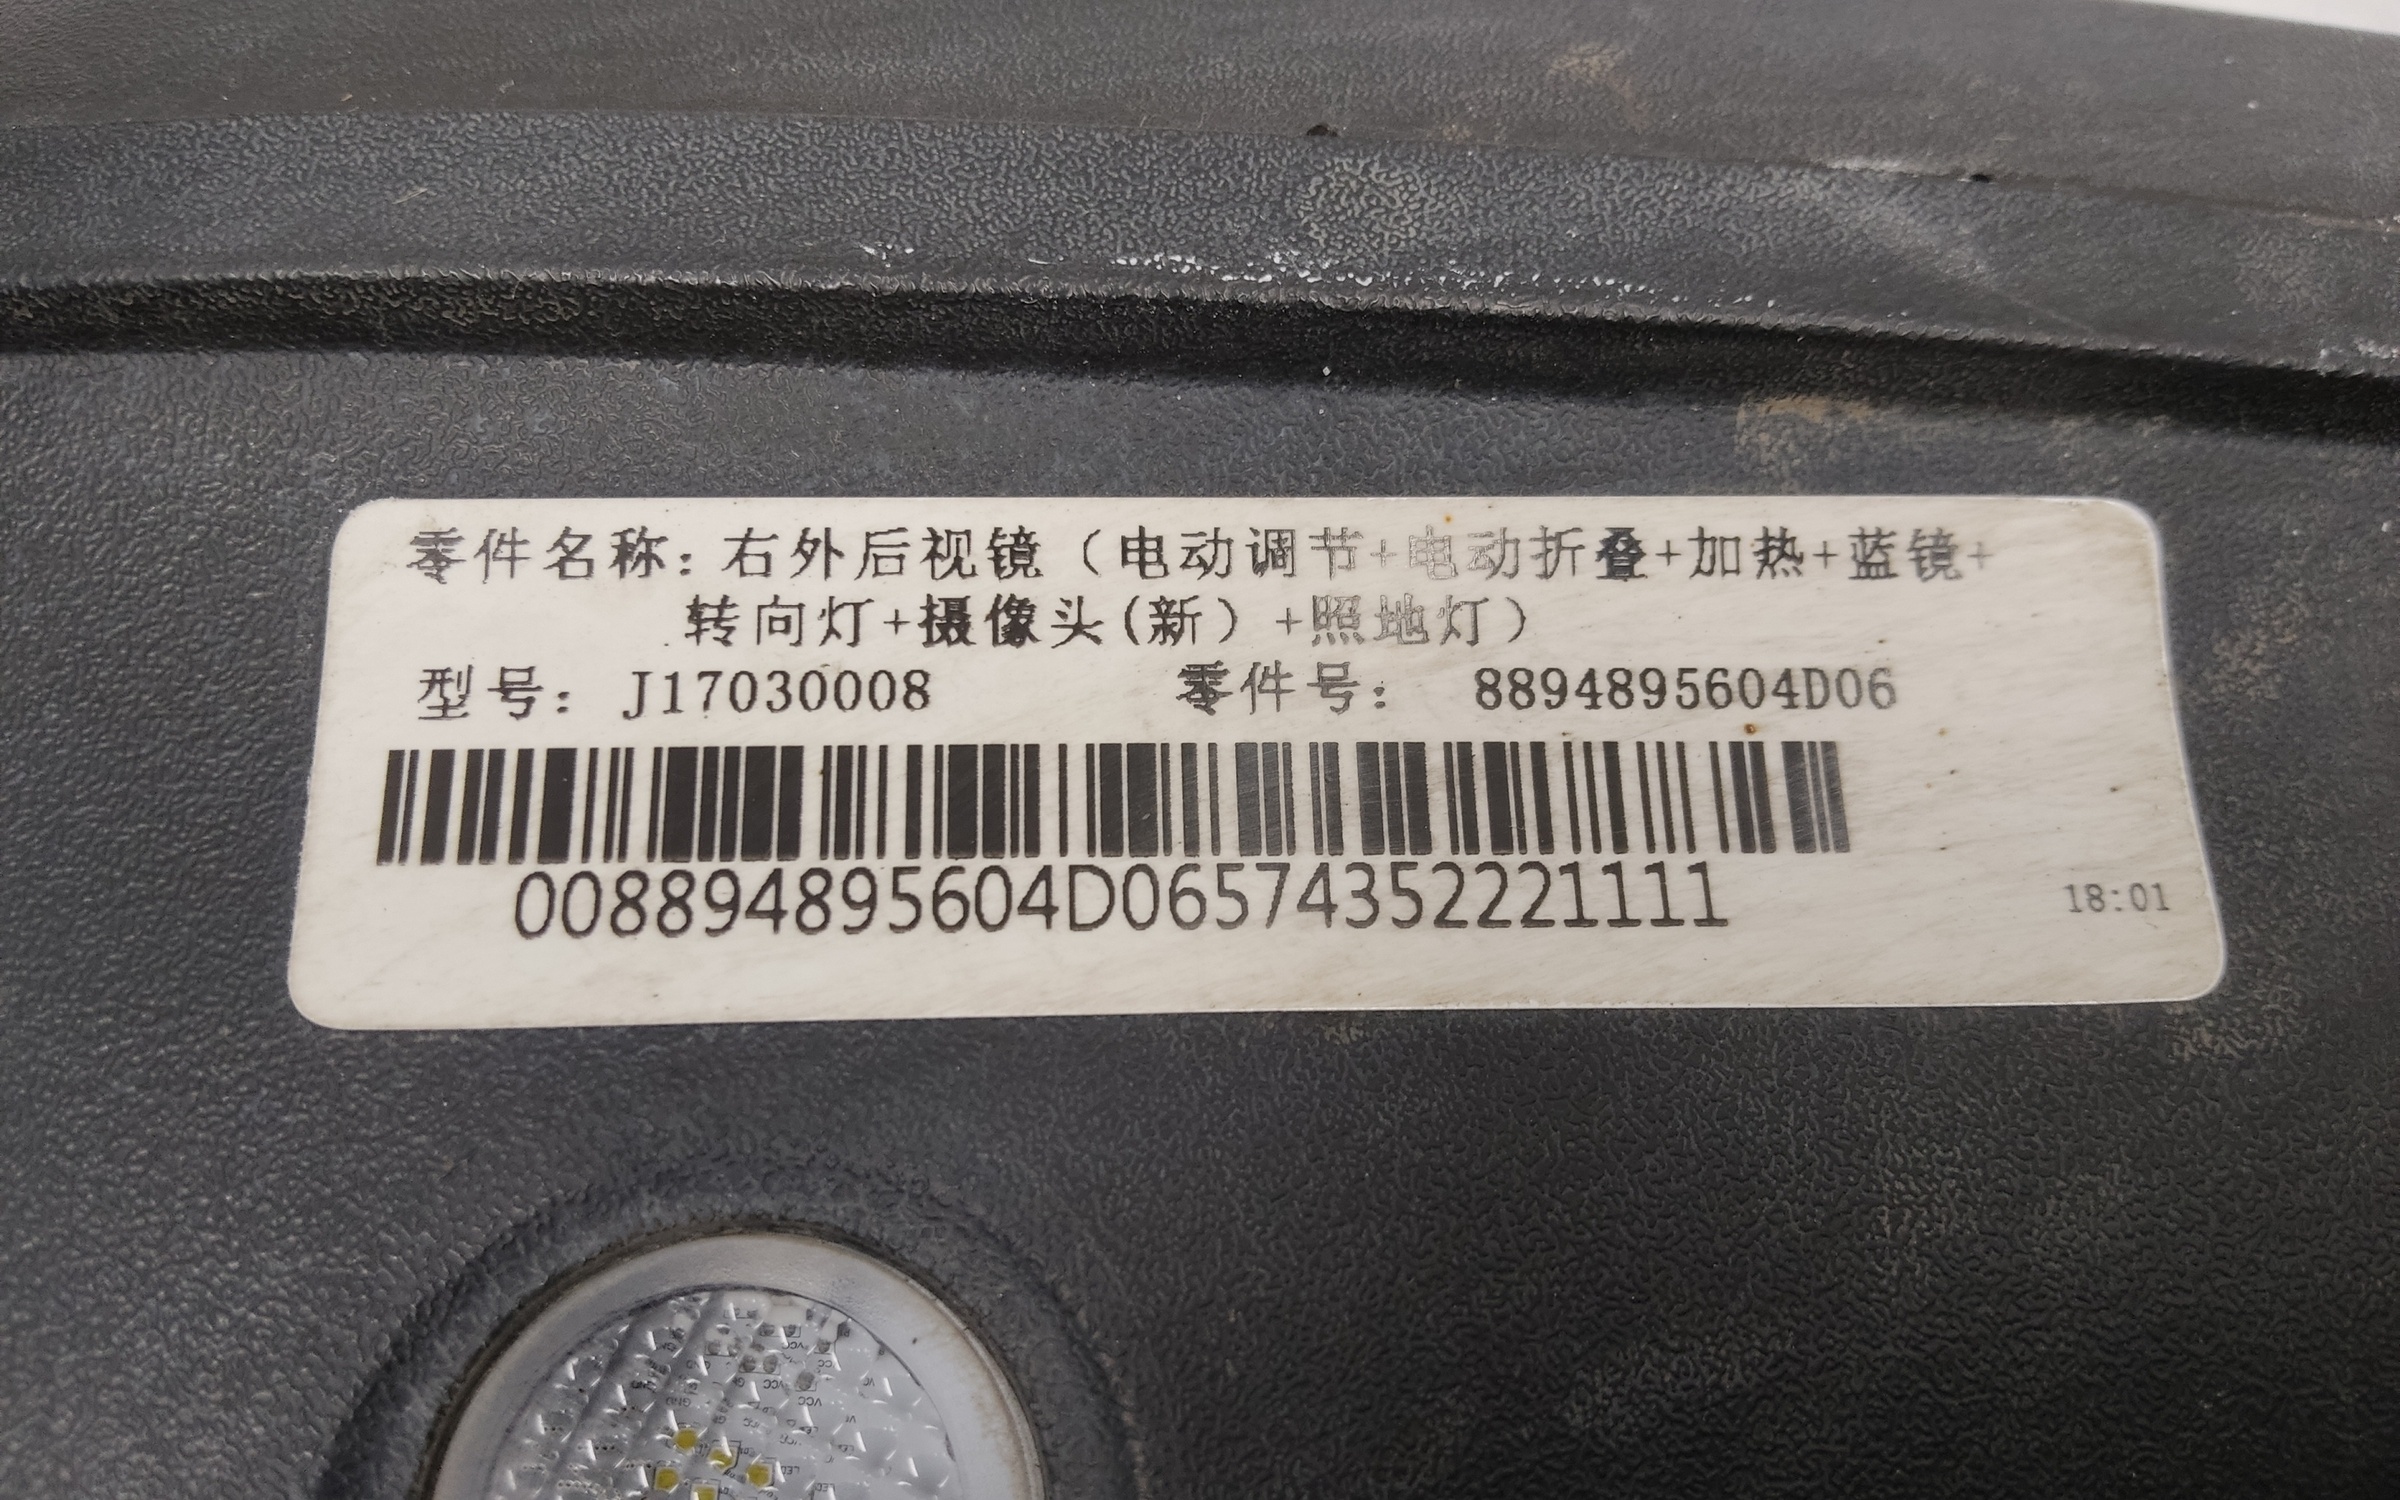 零件名称：右外后视镜（电动调节+电动折叠+加热+蓝镜+
转向灯+摄像头(新）+照地灯）
型号： J17030008 零件号： 8894895604D06
008894895604D06574352221111
18:01